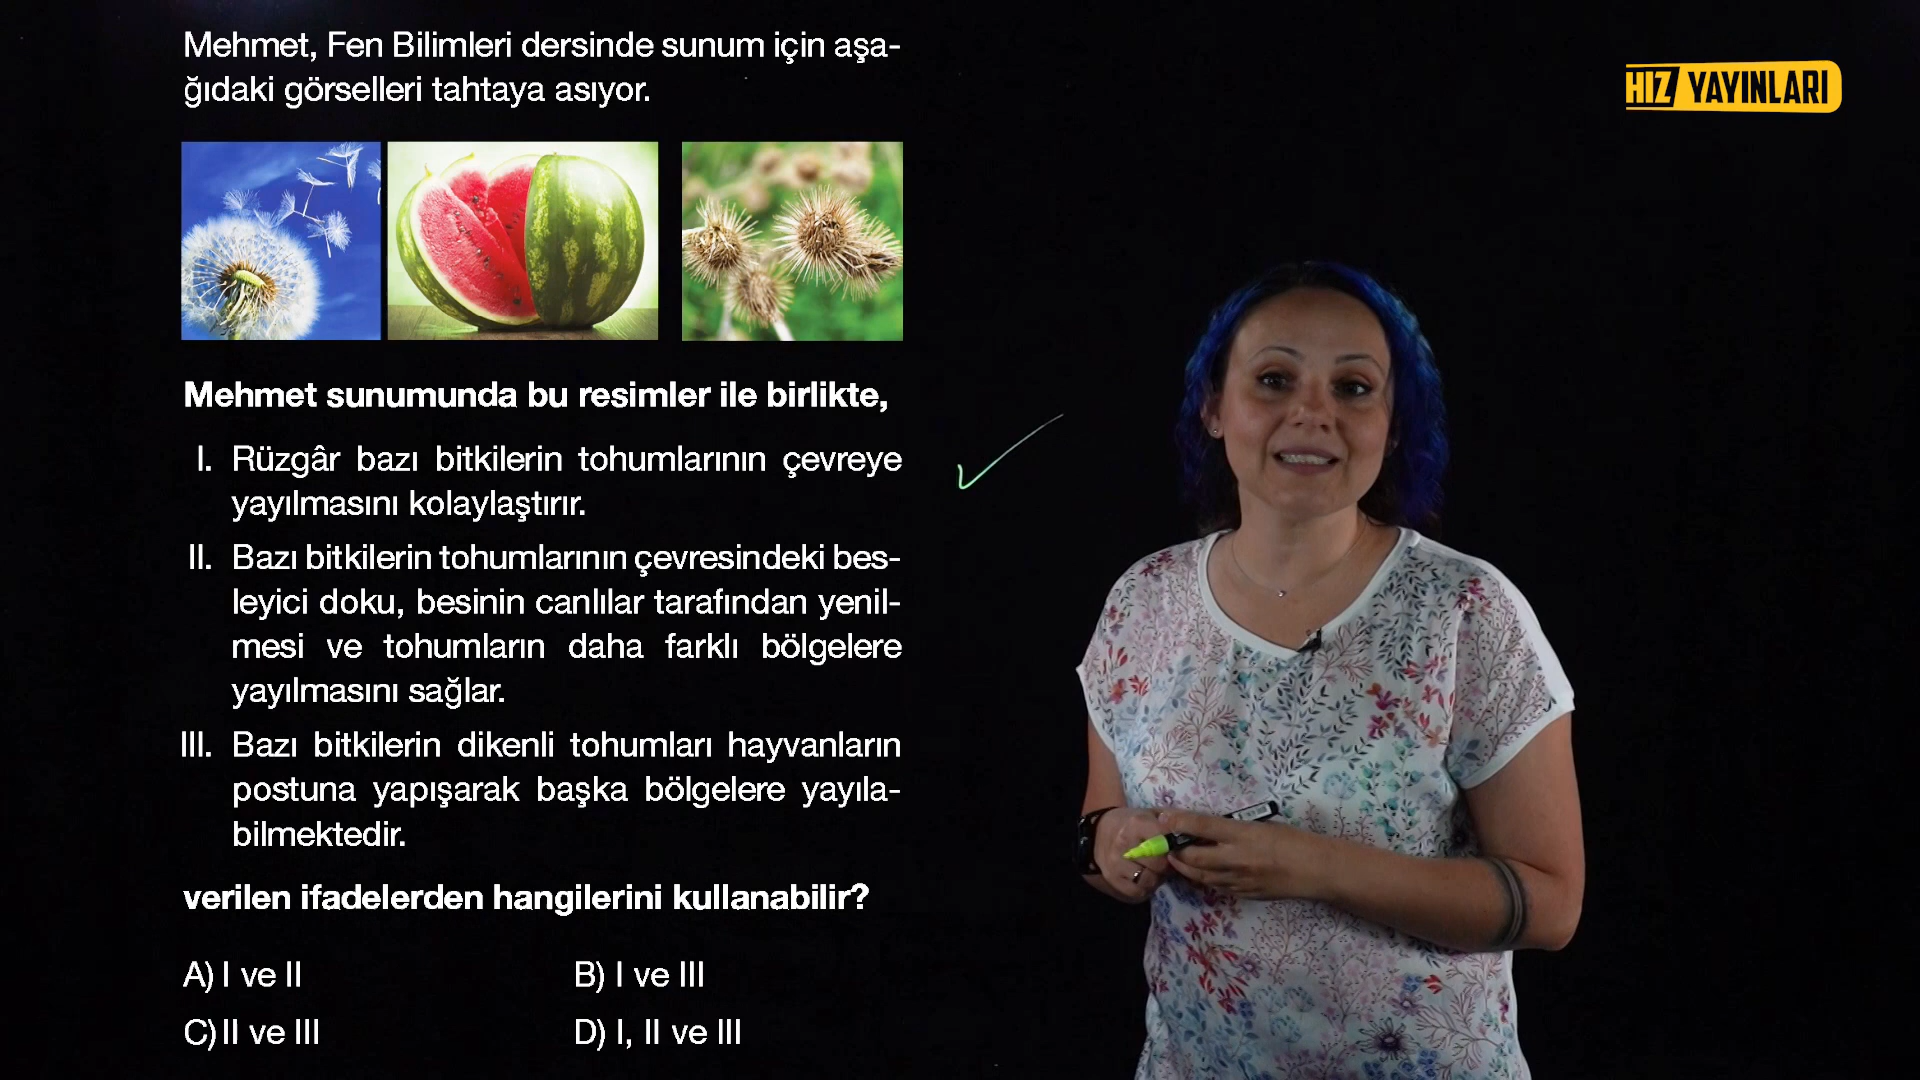 Mehmet, Fen Bilimleri dersinde sunum için aşa-
ğıdaki görselleri tahtaya asıyor.
HIZ YAYINLARI
Mehmet sunumunda bu resimler ile birlikte,
I. Rüzgâr bazı bitkilerin tohumlarının çevreye
yayılmasını kolaylaştırır.
II. Bazı bitkilerin tohumlarının çevresindeki bes-
leyici doku, besinin canlılar tarafından yenil-
mesi ve tohumların daha farklı bölgelere
yayılmasını sağlar.
III. Bazı bitkilerin dikenli tohumları hayvanların
postuna yapışarak başka bölgelere yayıla-
bilmektedir.
verilen ifadelerden hangilerini kullanabilir?
A) I ve II
B) I ve III
C) II ve III
D) I, II ve III